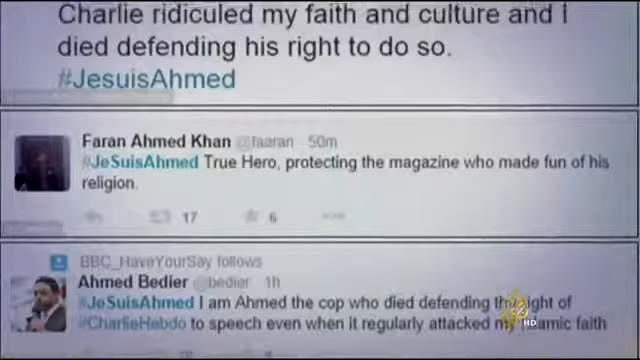 Charlie ridiculed my faith and culture and I
died defending his right to do so.
#JesuisAhmed
Faran Ahmed Khan @faaran 50m
#JeSuisAhmed True Hero, protecting the magazine who made fun of his
religion.
17 6
BBC_HaveYourSay follows
Ahmed Bedier @bedier 1h
#JeSuisAhmed I am Ahmed the cop who died defending the right of
#CharlieHebdo to speech even when it regularly attacked my Islamic faith
HD